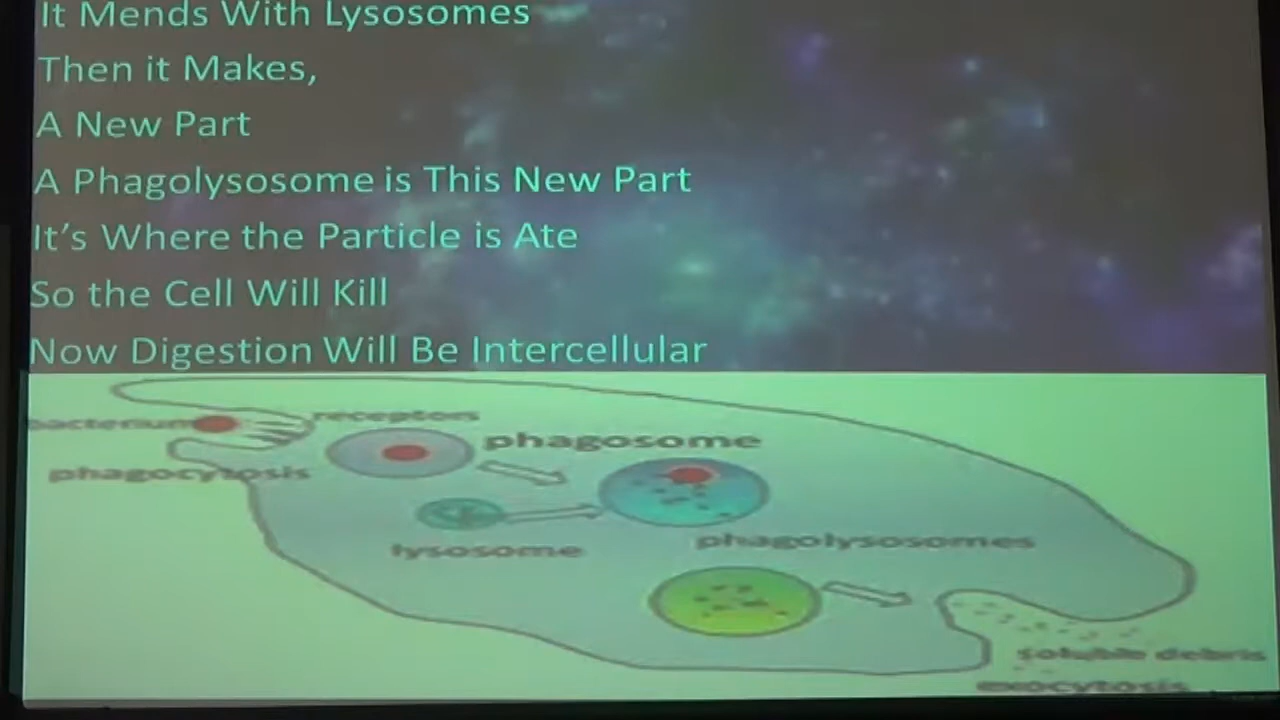 It Mends With Lysosomes
Then it Makes,
A New Part
A Phagolysosome is This New Part
It's Where the Particle is Ate
So the Cell Will Kill
Now Digestion Will Be Intercellular
bacterium
receptors
phagocytosis
phagosome
lysosome
phagolysosomes
soluble debris
exocytosis